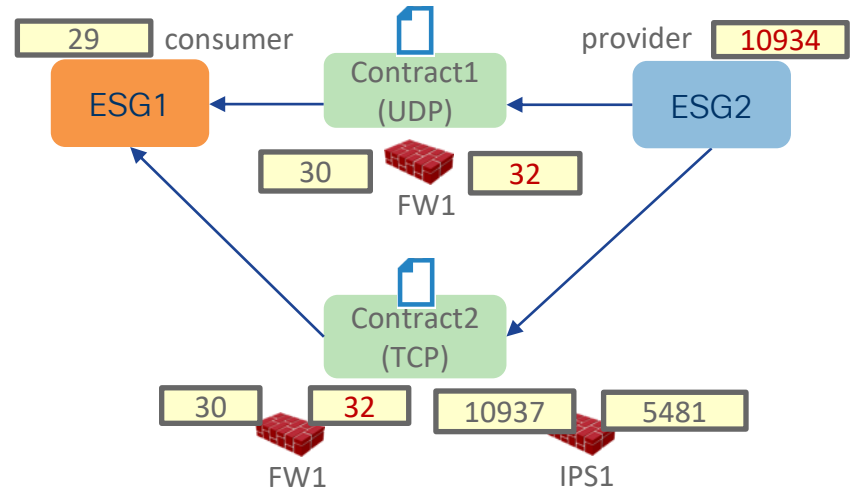 29
consumer
provider
10934
Contract1
(UDP)
ESG1
ESG2
30
32
FW1
Contract2
(TCP)
30
32
10937
5481
FW1
IPS1